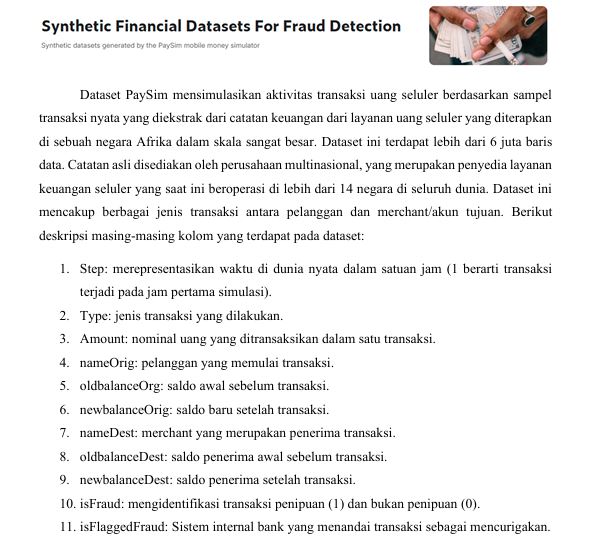 Synthetic Financial Datasets For Fraud Detection
Synthetic datasets generated by the PaySim mobile money simulator
Dataset PaySim mensimulasikan aktivitas transaksi uang seluler berdasarkan sampel
transaksi nyata yang diekstrak dari catatan keuangan dari layanan uang seluler yang diterapkan
di sebuah negara Afrika dalam skala sangat besar. Dataset ini terdapat lebih dari 6 juta baris
data. Catatan asli disediakan oleh perusahaan multinasional, yang merupakan penyedia layanan
keuangan seluler yang saat ini beroperasi di lebih dari 14 negara di seluruh dunia. Dataset ini
mencakup berbagai jenis transaksi antara pelanggan dan merchant/akun tujuan. Berikut
deskripsi masing-masing kolom yang terdapat pada dataset:
1. Step: merepresentasikan waktu di dunia nyata dalam satuan jam (1 berarti transaksi
terjadi pada jam pertama simulasi).
2. Type: jenis transaksi yang dilakukan.
3. Amount: nominal uang yang ditransaksikan dalam satu transaksi.
4. nameOrig: pelanggan yang memulai transaksi.
5. oldbalanceOrg: saldo awal sebelum transaksi.
6. newbalanceOrig: saldo baru setelah transaksi.
7. nameDest: merchant yang merupakan penerima transaksi.
8. oldbalanceDest: saldo penerima awal sebelum transaksi.
9. newbalanceDest: saldo penerima setelah transaksi.
10. isFraud: mengidentifikasi transaksi penipuan (1) dan bukan penipuan (0).
11. isFlaggedFraud: Sistem internal bank yang menandai transaksi sebagai mencurigakan.